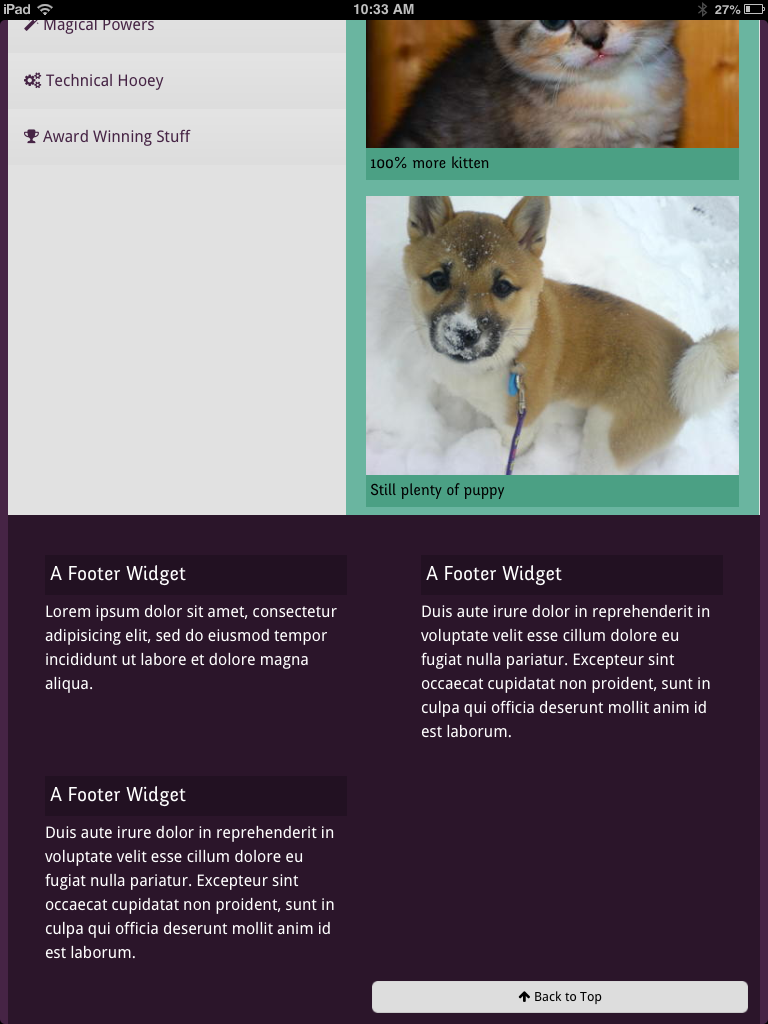 iPad 10:33 AM 27%
Magical Powers
Technical Hooey
Award Winning Stuff
100% more kitten
Still plenty of puppy
A Footer Widget
Lorem ipsum dolor sit amet, consectetur
adipisicing elit, sed do eiusmod tempor
incididunt ut labore et dolore magna
aliqua.
A Footer Widget
Duis aute irure dolor in reprehenderit in
voluptate velit esse cillum dolore eu
fugiat nulla pariatur. Excepteur sint
occaecat cupidatat non proident, sunt in
culpa qui officia deserunt mollit anim id
est laborum.
A Footer Widget
Duis aute irure dolor in reprehenderit in
voluptate velit esse cillum dolore eu
fugiat nulla pariatur. Excepteur sint
occaecat cupidatat non proident, sunt in
culpa qui officia deserunt mollit anim id
est laborum.
Back to Top